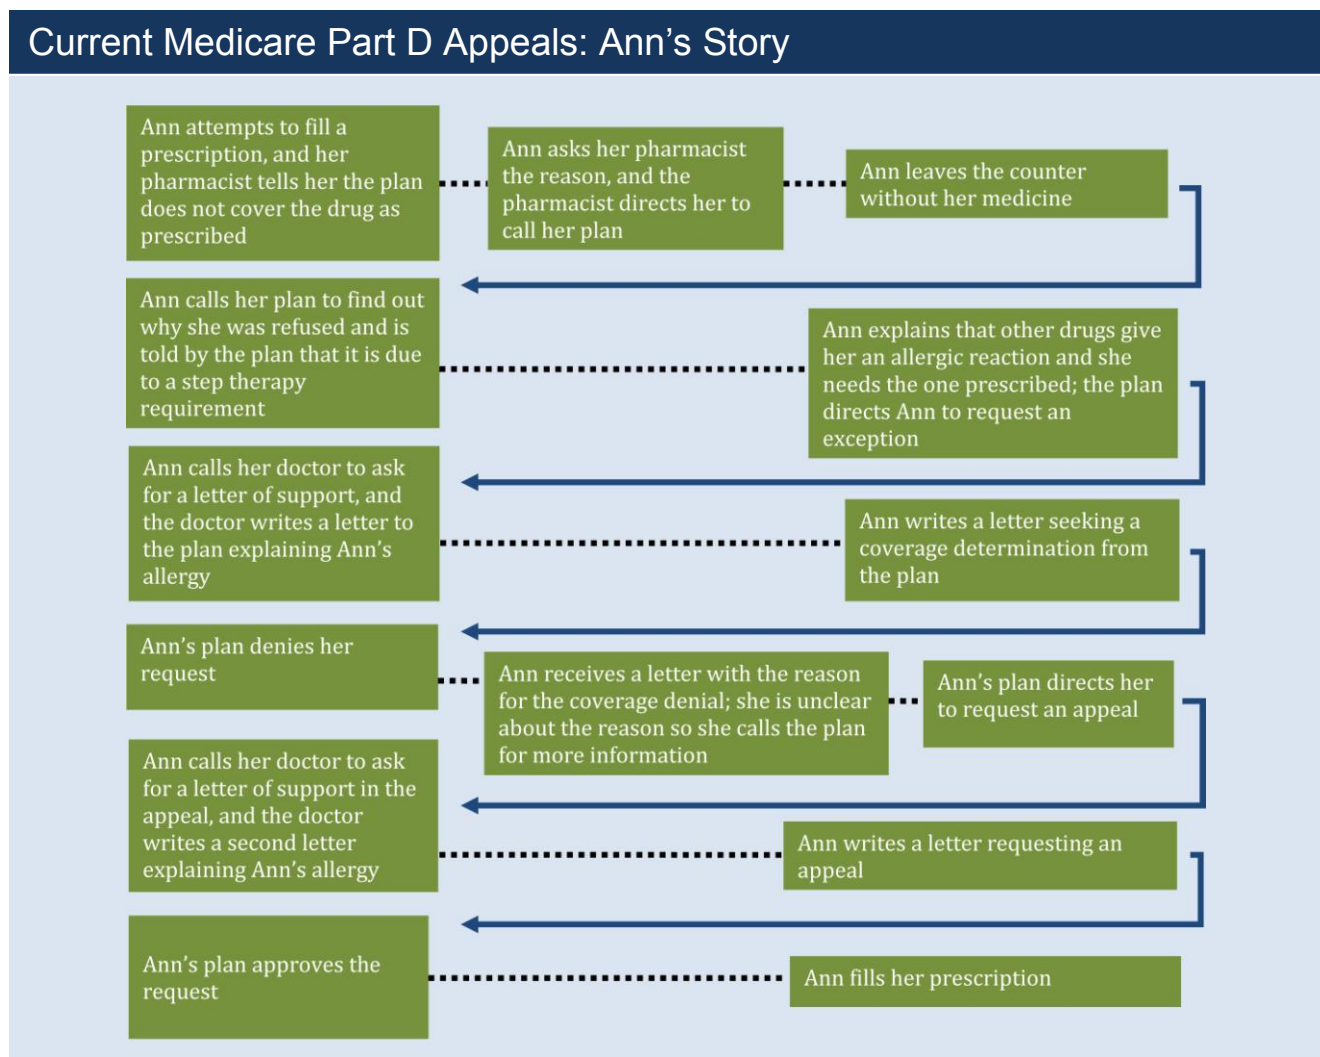 Current Medicare Part D Appeals: Ann's Story
Ann attempts to fill a
prescription, and her
pharmacist tells her the plan
does not cover the drug as
prescribed
Ann asks her pharmacist
the reason, and the
pharmacist directs her to
call her plan
Ann leaves the counter
without her medicine
Ann calls her plan to find out
why she was refused and is
told by the plan that it is due
to a step therapy
requirement
Ann explains that other drugs give
her an allergic reaction and she
needs the one prescribed; the plan
directs Ann to request an
exception
Ann calls her doctor to ask
for a letter of support, and
the doctor writes a letter to
the plan explaining Ann's
allergy
Ann writes a letter seeking a
coverage determination from
the plan
Ann's plan denies her
request
Ann receives a letter with the reason
for the coverage denial; she is unclear
about the reason so she calls the plan
for more information
Ann's plan directs her
to request an appeal
Ann calls her doctor to ask
for a letter of support in the
appeal, and the doctor
writes a second letter
explaining Ann's allergy
Ann writes a letter requesting an
appeal
Ann's plan approves the
request
Ann fills her prescription